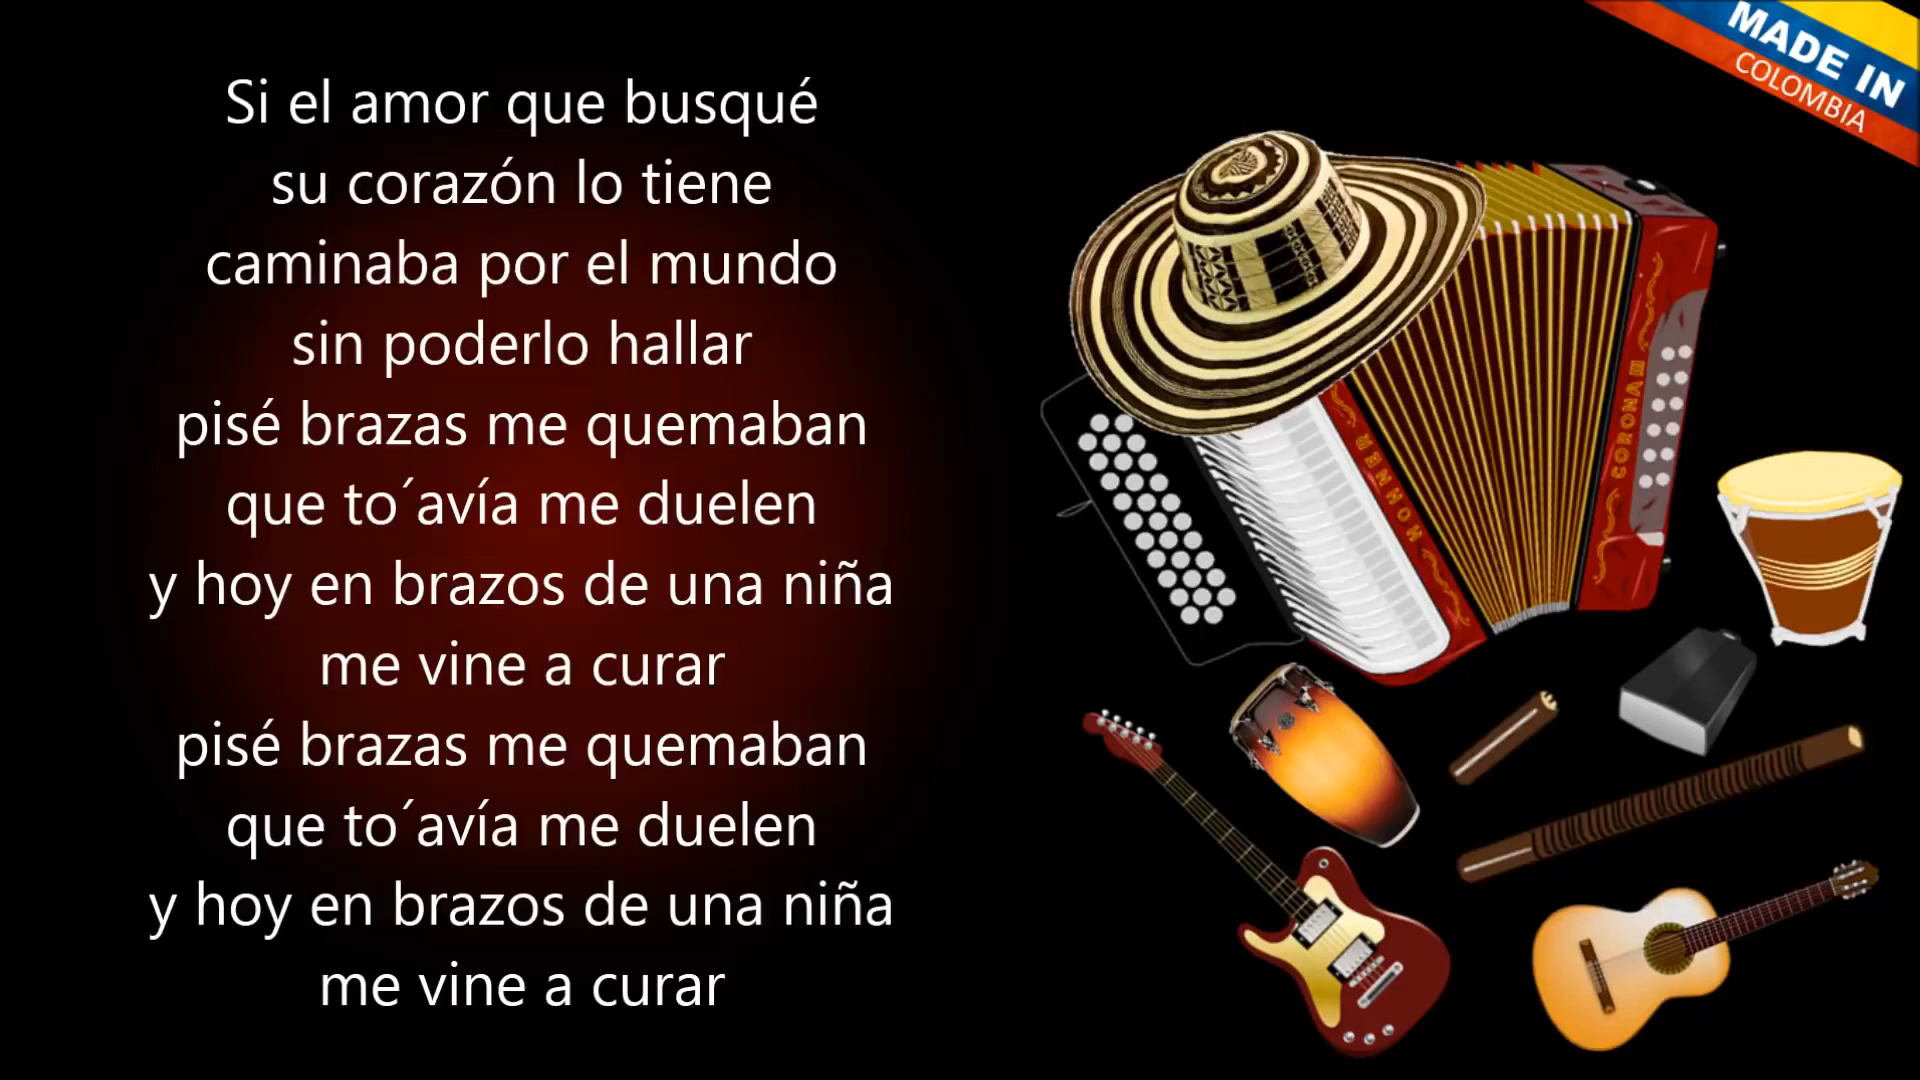 Si el amor que busqué
su corazón lo tiene
caminaba por el mundo
sin poderlo hallar
pisé brazas me quemaban
que to´avía me duelen
y hoy en brazos de una niña
me vine a curar
pisé brazas me quemaban
que to´avía me duelen
y hoy en brazos de una niña
me vine a curar
MADE IN
COLOMBIA
HOHNER
CORONA III